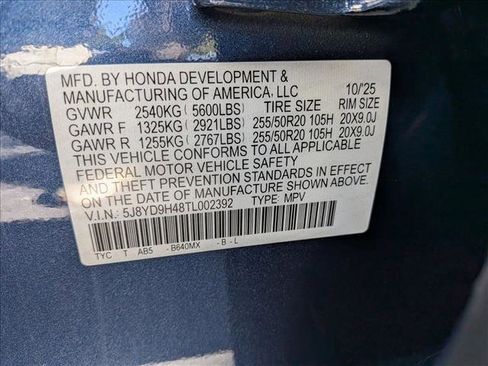 MFD. BY HONDA DEVELOPMENT & 10/'25
MANUFACTURING OF AMERICA, LLC
GVWR 2540KG( 5600LBS) TIRE SIZE RIM SIZE
GAWR F 1325KG( 2921LBS) 255/50R20 105H 20X9.0J
GAWR R 1255KG( 2767LBS) 255/50R20 105H 20X9.0J
THIS VEHICLE CONFORMS TO ALL APPLICABLE
FEDERAL MOTOR VEHICLE SAFETY
AND THEFT PREVENTION STANDARDS IN EFFECT
ON THE DATE OF MANUFACTURE SHOWN ABOVE.
V.I.N.: 5J8YD9H48TL002392 TYPE: MPV
TYC T AB5 - B640MX - B - L